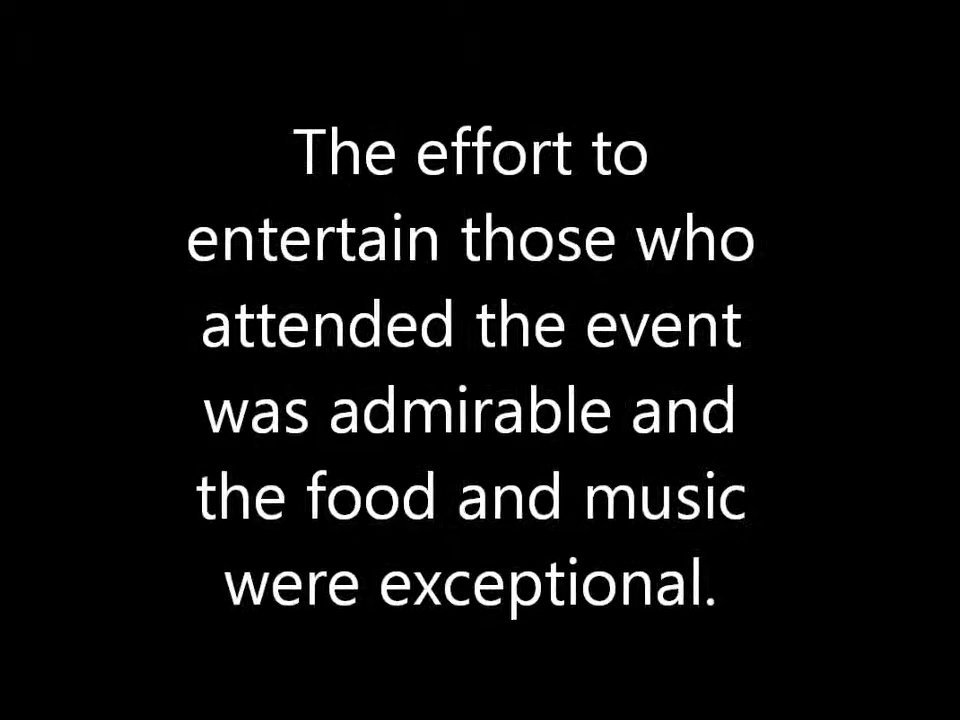 The effort to
entertain those who
attended the event
was admirable and
the food and music
were exceptional.